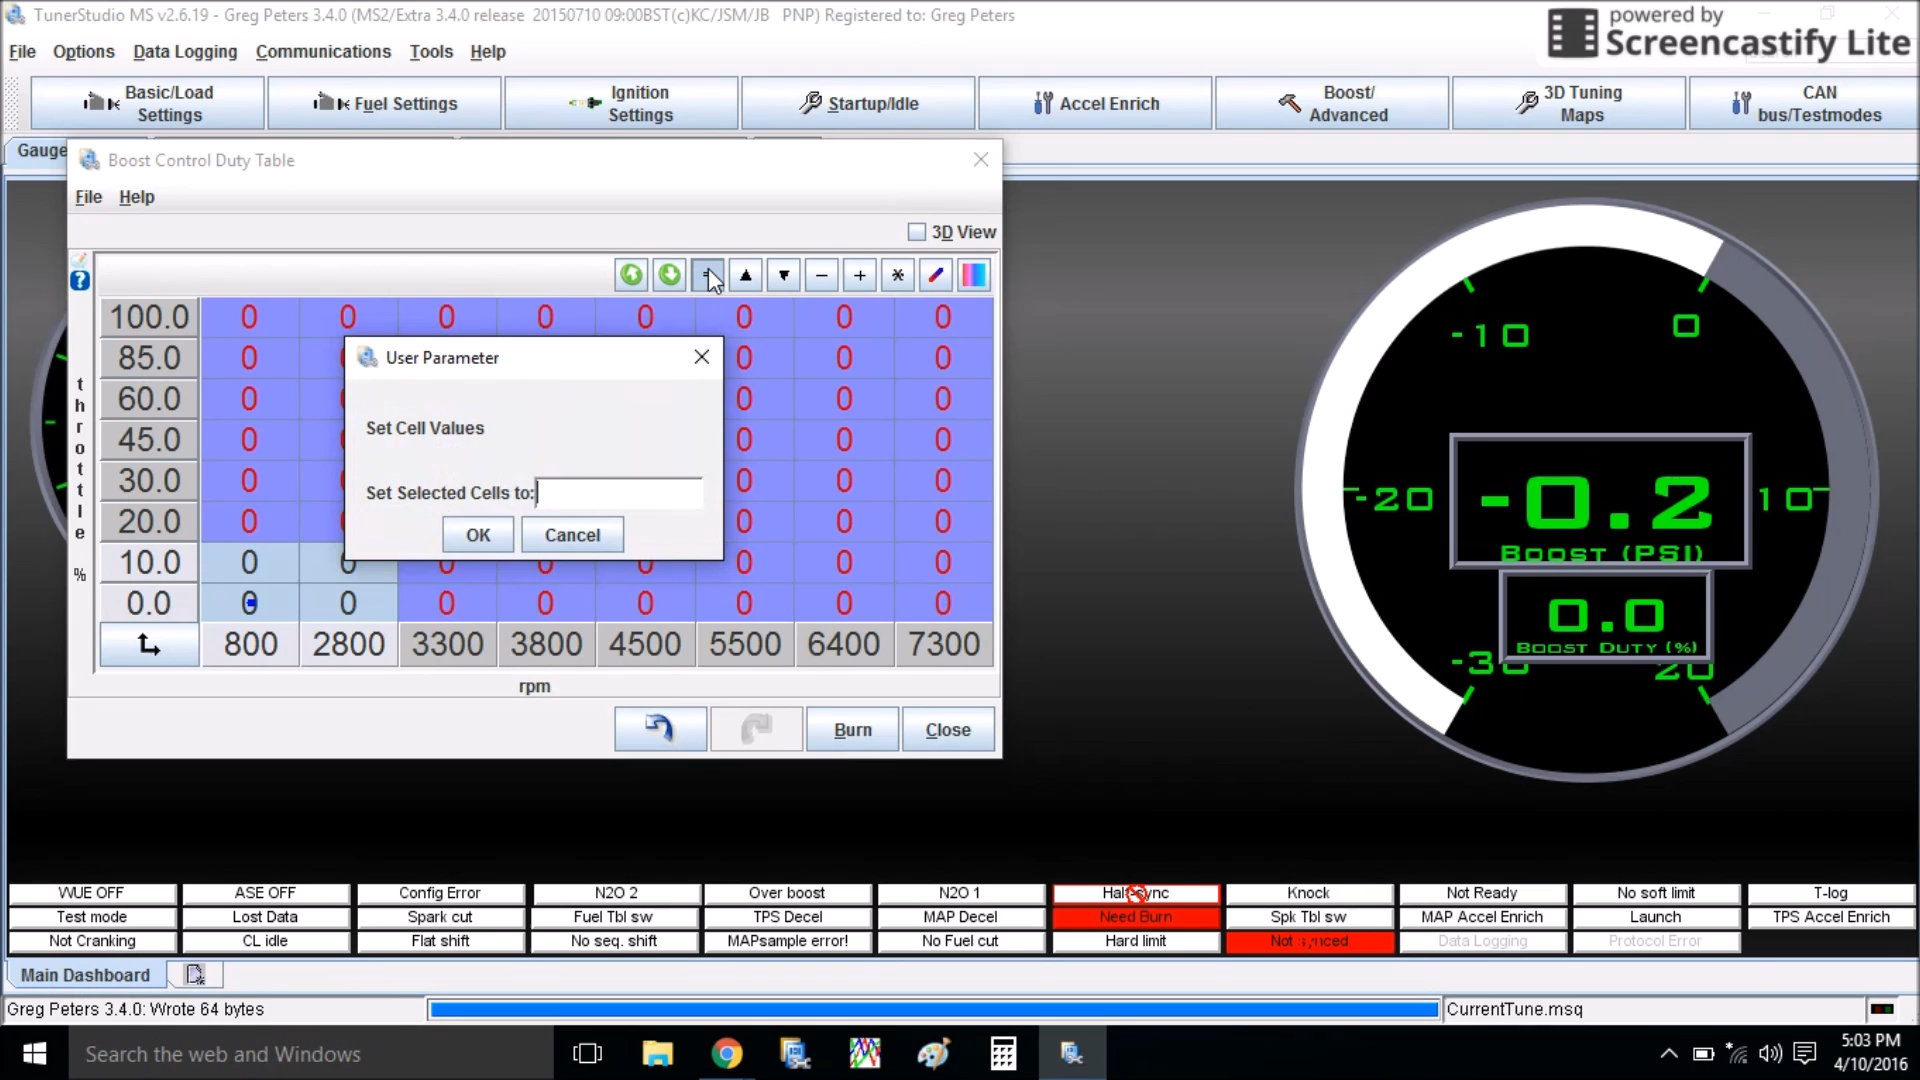 TunerStudio MS v2.6.19 - Greg Peters 3.4.0 (MS2/Extra 3.4.0 release  20150710 09:00BST(c)KC/JSM/JB   PNP) Registered to: Greg Peters
powered by
Screencastify Lite
File Options Data Logging Communications Tools Help
Basic/Load
Settings
Fuel Settings
Ignition
Settings
Startup/Idle
Accel Enrich
Boost/
Advanced
3D Tuning
Maps
CAN
bus/Testmodes
Gauge
Boost Control Duty Table
File Help
3D View
= - + *
100.0 0 0 0 0 0 0 0 0
85.0 0 0 0 0
60.0 0 0 0 0
45.0 0 0 0 0
30.0 0 0 0 0
20.0 0 0 0 0
10.0 0 0 0 0 0 0 0 0
0.0 0 0 0 0 0 0 0 0
800 2800 3300 3800 4500 5500 6400 7300
throttle
%
rpm
User Parameter
Set Cell Values
Set Selected Cells to:
OK Cancel
Burn Close
-10 0
-20 10
-30 20
-0.2
Boost (PSI)
0.0
Boost Duty (%)
WUE OFF ASE OFF Config Error N2O 2 Over boost N2O 1 Half-sync Knock Not Ready No soft limit T-log
Test mode Lost Data Spark cut Fuel Tbl sw TPS Decel MAP Decel Need Burn Spk Tbl sw MAP Accel Enrich Launch TPS Accel Enrich
Not Cranking CL idle Flat shift No seq. shift MAPsample error! No Fuel cut Hard limit Not synced Data Logging Protocol Error
Main Dashboard
Greg Peters 3.4.0: Wrote 64 bytes
CurrentTune.msq
Search the web and Windows
5:03 PM
4/10/2016